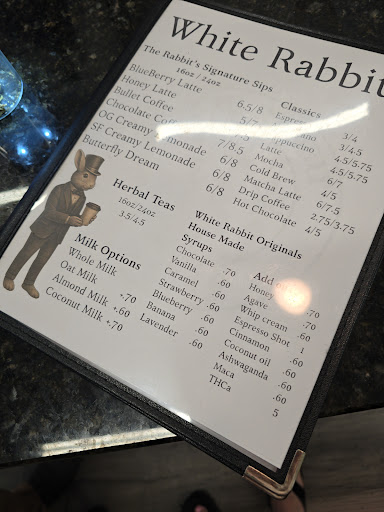 White Rabbit
The Rabbit's Signature Sips
16oz / 24oz
BlueBerry Latte 6.5/8
Honey Latte
Bullet Coffee
Chocolate Coffee 7/8.5
OG Creamy Lemonade 6/8
SF Creamy Lemonade 6/8
Butterfly Dream 6/8
Herbal Teas
16oz/24oz
3.5/4.5
Milk Options
Whole Milk
Oat Milk +.70
Almond Milk +.60
Coconut Milk +.70
Classics
3/4
3/4.5
4.5/5.75
Latte 4.5/5.75
Mocha 6/7
Cold Brew 4/5
Matcha Latte 6/7.5
Drip Coffee 2.75/3.75
Hot Chocolate 4/5
White Rabbit Originals
House Made
Syrups
Chocolate .70
Vanilla .60
Caramel .60
Strawberry .60
Blueberry .60
Banana .60
Lavender .60
Add
Honey
Agave .70
Whip cream .60
Espresso Shot 1
Cinnamon .60
Coconut oil .60
Ashwaganda .60
Maca .60
THCa 5